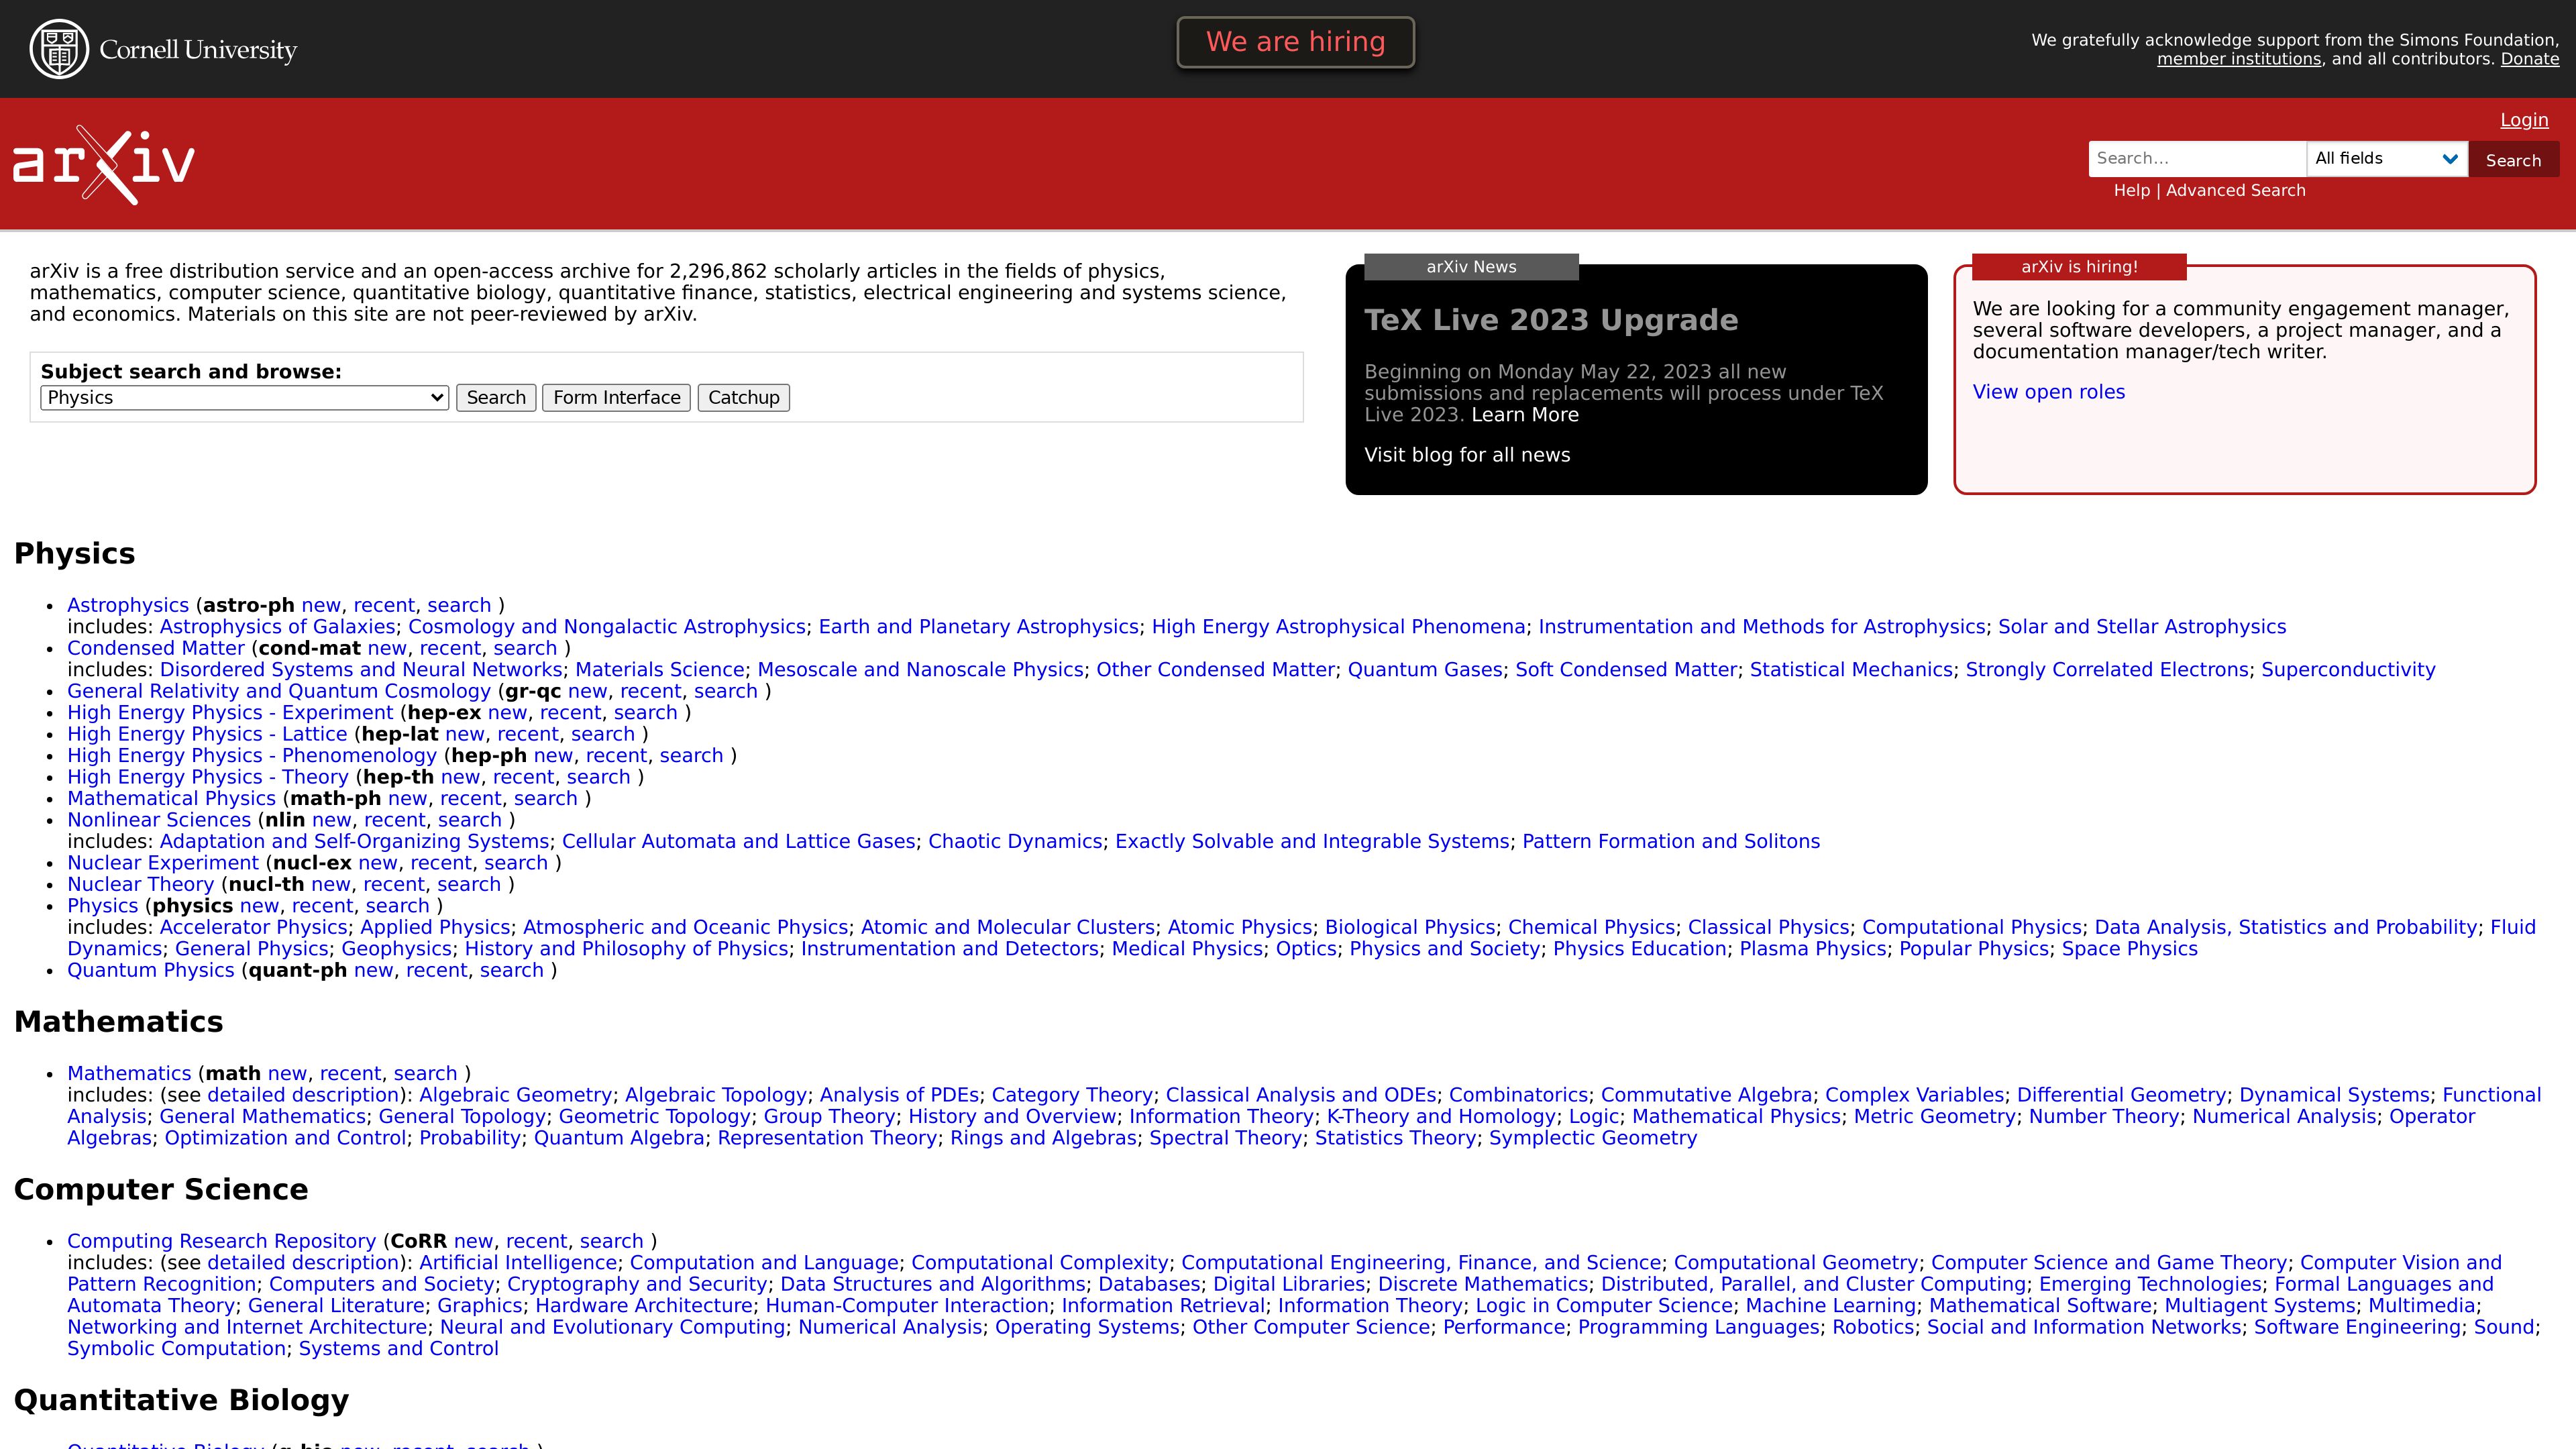 Cornell University
We are hiring
We gratefully acknowledge support from the Simons Foundation,
member institutions, and all contributors. Donate
arXiv
Login
Search...
All fields
Search
Help | Advanced Search
arXiv is a free distribution service and an open-access archive for 2,296,862 scholarly articles in the fields of physics,
mathematics, computer science, quantitative biology, quantitative finance, statistics, electrical engineering and systems science,
and economics. Materials on this site are not peer-reviewed by arXiv.
Subject search and browse:
Physics
Search
Form Interface
Catchup
arXiv News
TeX Live 2023 Upgrade
Beginning on Monday May 22, 2023 all new
submissions and replacements will process under TeX
Live 2023. Learn More
Visit blog for all news
arXiv is hiring!
We are looking for a community engagement manager,
several software developers, a project manager, and a
documentation manager/tech writer.
View open roles
Physics
• Astrophysics (astro-ph new, recent, search )
includes: Astrophysics of Galaxies; Cosmology and Nongalactic Astrophysics; Earth and Planetary Astrophysics; High Energy Astrophysical Phenomena; Instrumentation and Methods for Astrophysics; Solar and Stellar Astrophysics
• Condensed Matter (cond-mat new, recent, search )
includes: Disordered Systems and Neural Networks; Materials Science; Mesoscale and Nanoscale Physics; Other Condensed Matter; Quantum Gases; Soft Condensed Matter; Statistical Mechanics; Strongly Correlated Electrons; Superconductivity
• General Relativity and Quantum Cosmology (gr-qc new, recent, search )
• High Energy Physics - Experiment (hep-ex new, recent, search )
• High Energy Physics - Lattice (hep-lat new, recent, search )
• High Energy Physics - Phenomenology (hep-ph new, recent, search )
• High Energy Physics - Theory (hep-th new, recent, search )
• Mathematical Physics (math-ph new, recent, search )
• Nonlinear Sciences (nlin new, recent, search )
includes: Adaptation and Self-Organizing Systems; Cellular Automata and Lattice Gases; Chaotic Dynamics; Exactly Solvable and Integrable Systems; Pattern Formation and Solitons
• Nuclear Experiment (nucl-ex new, recent, search )
• Nuclear Theory (nucl-th new, recent, search )
• Physics (physics new, recent, search )
includes: Accelerator Physics; Applied Physics; Atmospheric and Oceanic Physics; Atomic and Molecular Clusters; Atomic Physics; Biological Physics; Chemical Physics; Classical Physics; Computational Physics; Data Analysis, Statistics and Probability; Fluid
Dynamics; General Physics; Geophysics; History and Philosophy of Physics; Instrumentation and Detectors; Medical Physics; Optics; Physics and Society; Physics Education; Plasma Physics; Popular Physics; Space Physics
• Quantum Physics (quant-ph new, recent, search )
Mathematics
• Mathematics (math new, recent, search )
includes: (see detailed description): Algebraic Geometry; Algebraic Topology; Analysis of PDEs; Category Theory; Classical Analysis and ODEs; Combinatorics; Commutative Algebra; Complex Variables; Differential Geometry; Dynamical Systems; Functional
Analysis; General Mathematics; General Topology; Geometric Topology; Group Theory; History and Overview; Information Theory; K-Theory and Homology; Logic; Mathematical Physics; Metric Geometry; Number Theory; Numerical Analysis; Operator
Algebras; Optimization and Control; Probability; Quantum Algebra; Representation Theory; Rings and Algebras; Spectral Theory; Statistics Theory; Symplectic Geometry
Computer Science
• Computing Research Repository (CoRR new, recent, search )
includes: (see detailed description): Artificial Intelligence; Computation and Language; Computational Complexity; Computational Engineering, Finance, and Science; Computational Geometry; Computer Science and Game Theory; Computer Vision and
Pattern Recognition; Computers and Society; Cryptography and Security; Data Structures and Algorithms; Databases; Digital Libraries; Discrete Mathematics; Distributed, Parallel, and Cluster Computing; Emerging Technologies; Formal Languages and
Automata Theory; General Literature; Graphics; Hardware Architecture; Human-Computer Interaction; Information Retrieval; Information Theory; Logic in Computer Science; Machine Learning; Mathematical Software; Multiagent Systems; Multimedia;
Networking and Internet Architecture; Neural and Evolutionary Computing; Numerical Analysis; Operating Systems; Other Computer Science; Performance; Programming Languages; Robotics; Social and Information Networks; Software Engineering; Sound;
Symbolic Computation; Systems and Control
Quantitative Biology
Quantitative Biology (q-bio new, recent, search )